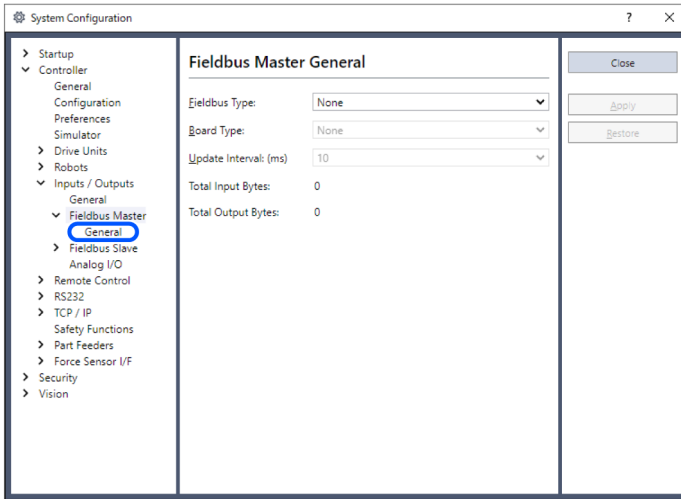 System Configuration
?
Startup
Controller
General
Configuration
Preferences
Simulator
Drive Units
Robots
Inputs / Outputs
General
Fieldbus Master
General
Fieldbus Slave
Analog I/O
Remote Control
RS232
TCP / IP
Safety Functions
Part Feeders
Force Sensor I/F
Security
Vision
Fieldbus Master General
Fieldbus Type: None
Board Type: None
Update Interval: (ms) 10
Total Input Bytes: 0
Total Output Bytes: 0
Close
Apply
Restore